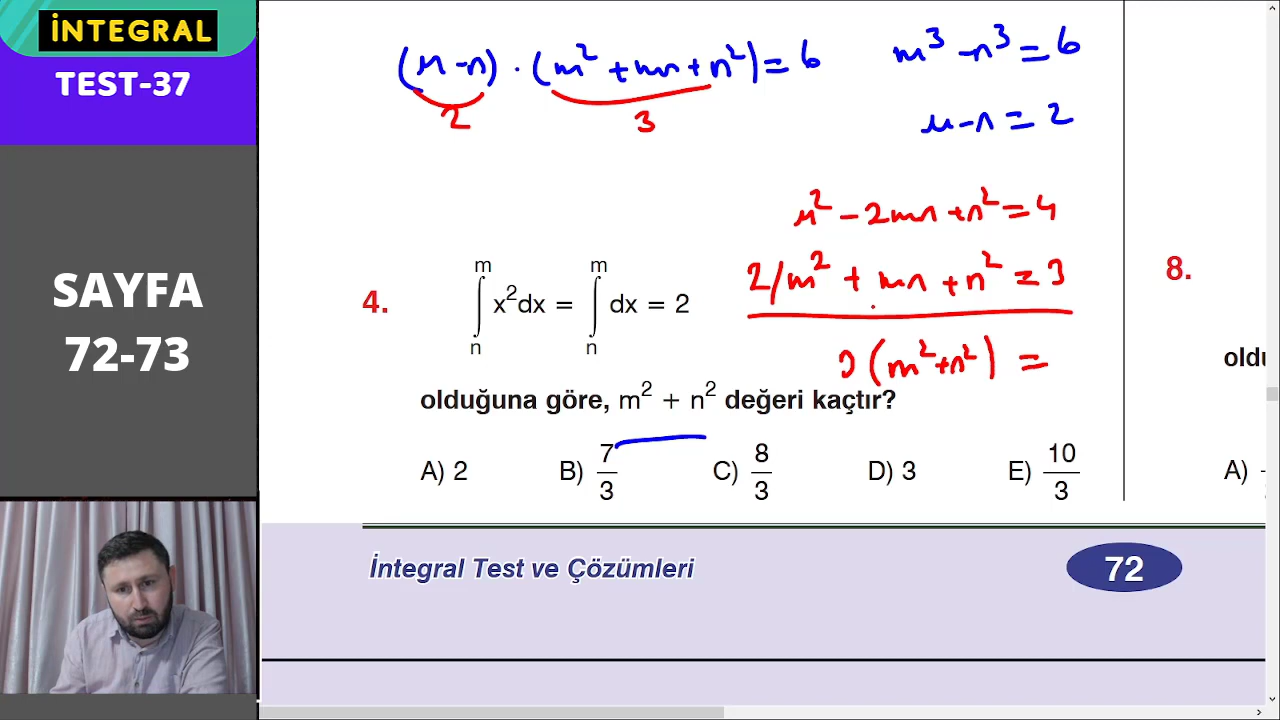 İNTEGRAL
TEST-37
SAYFA
72-73
(m-n) · (m² + mn + n²) = 6
2 3
m³ - n³ = 6
m - n = 2
m² - 2mn + n² = 4
2/ m² + mn + n² = 3
(m² + n²) =
4. ∫ₙᵐ x²dx = ∫ₙᵐ dx = 2
olduğuna göre, m² + n² değeri kaçtır?
A) 2 B) 7/3 C) 8/3 D) 3 E) 10/3
8.
A)
İntegral Test ve Çözümleri
72